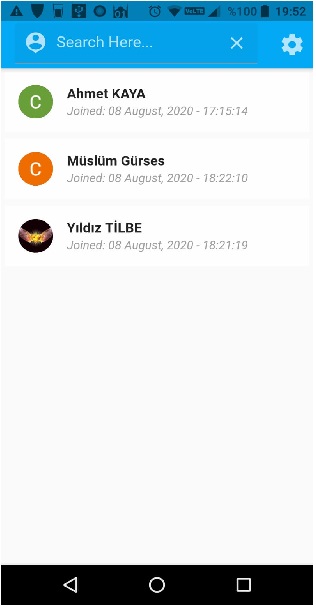 %100 19:52
Search Here...
C
Ahmet KAYA
Joined: 08 August, 2020 - 17:15:14
C
Müslüm Gürses
Joined: 08 August, 2020 - 18:22:10
Yıldız TİLBE
Joined: 08 August, 2020 - 18:21:19